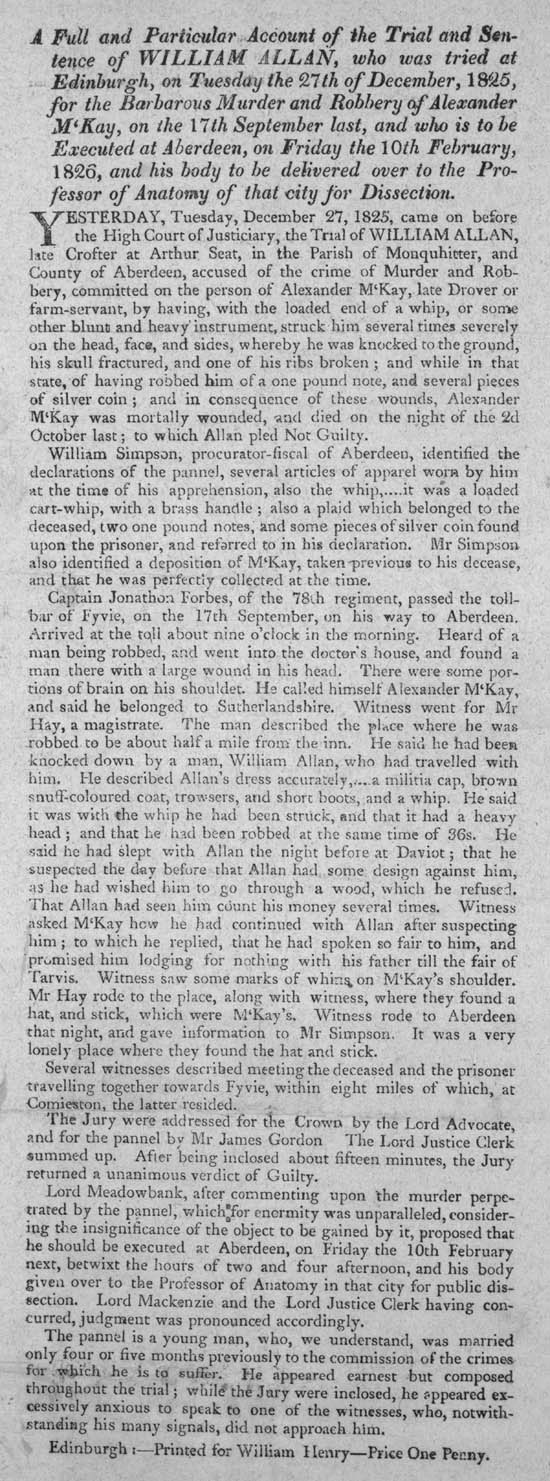 A Full and Particular Account of the Trial and Sen-
tence of WILLIAM ALLAN, who was tried at
Edinburgh, on Tuesday the 27th of December, 1825,
for the Barbarous Murder and Robbery of Alexander
M‘Kay, on the 17th September last, and who is to be
Executed at Aberdeen, on Friday the 10th February,
1826, and his body to be delivered over to the Pro-
fessor of Anatomy of that city for Dissection.
YESTERDAY, Tuesday, December 27, 1825, came on before
the High Court of Justiciary, the Trial of WILLIAM ALLAN,
late Crofter at Arthur Seat, in the Parish of Monquhitter, and
County of Aberdeen, accused of the crime of Murder and Rob-
bery, committed on the person of Alexander M‘Kay, late Drover or
farm-servant, by having, with the loaded end of a whip, or some
other blunt and heavy instrument, struck him several times severely
on the head, face, and sides, whereby he was knocked to the ground,
his skull fractured, and one of his ribs broken ; and while in that
state, of having robbed him of a one pound note, and several pieces
of silver coin ; and in consequence of these wounds, Alexander
M‘Kay was mortally wounded, and died on the night of the 2d
October last ; to which Allan pled Not Guilty.
William Simpson, procurator-fiscal of Aberdeen, identified the
declarations of the pannel, several articles of apparel worn by him
at the time of his apprehension, also the whip,....it was a loaded
cart-whip, with a brass handle ; also a plaid which belonged to the
deceased, two one pound notes, and some pieces of silver coin found
upon the prisoner, and referred to in his declaration. Mr Simpson
also identified a deposition of M‘Kay, taken previous to his decease,
and that he was perfectly collected at the time.
Captain Jonathon Forbes, of the 78th regiment, passed the toll-
bar of Fyvie, on the 17th September, on his way to Aberdeen.
Arrived at the toll about nine o'clock in the morning. Heard of a
man being robbed, and went into the doctor's house, and found a
man there with a large wound in his head. There were some por-
tions of brain on his shoulder. He called himself Alexander M‘Kay,
and said he belonged to Sutherlandshire. Witness went for Mr
Hay, a magistrate. The man described the place where he was
robbed to be about half a mile from the inn. He said he had been
knocked down by a man, William Allan, who had travelled with
him. He described Allan's dress accurately,....a militia cap, brown
snuff-coloured coat, trowsers, and short boots, and a whip. He said
it was with the whip he had been struck, and that it had a heavy
head ; and that he had been robbed at the same time of 36s. He
said he had slept with Allan the night before at Daviot ; that he
suspected the day before that Allan had some design against him,
as he had wished him to go through a wood, which he refused.
That Allan had seen him count his money several times. Witness
asked M‘Kay how he had continued with Allan after suspecting
him ; to which he replied, that he had spoken so fair to him, and
promised him lodging for nothing with his father till the fair of
Tarvis. Witness saw some marks of whins on M‘Kay's shoulder.
Mr Hay rode to the place, along with witness, where they found a
hat, and stick, which were M‘Kay's. Witness rode to Aberdeen
that night, and gave information to Mr Simpson. It was a very
lonely place where they found the hat and stick.
Several witnesses described meeting the deceased and the prisoner
travelling together towards Fyvie, within eight miles of which, at
Comieston, the latter resided.
The Jury were addressed for the Crown by the Lord Advocate,
and for the pannel by Mr James Gordon The Lord Justice Clerk
summed up. After being inclosed about fifteen minutes, the Jury
returned a unanimous verdict of Guilty.
Lord Meadowbank, after commenting upon the murder perpe-
trated by the pannel, which for enormity was unparalleled, consider-
ing the insignificance of the object to be gained by it, proposed that
he should be executed at Aberdeen, on Friday the 10th February
next, betwixt the hours of two and four afternoon, and his body
given over to the Professor of Anatomy in that city for public dis-
section. Lord Mackenzie and the Lord Justice Clerk having con-
curred, judgment was pronounced accordingly.
The pannel is a young man, who, we understand, was married
only four or five months previously to the commission of the crimes
for which he is to suffer. He appeared earnest but composed
throughout the trial ; while the Jury were inclosed, he appeared ex-
cessively anxious to speak to one of the witnesses, who, notwith-
standing his many signals, did not approach him.
Edinburgh :—Printed for William Henry—Price One Penny.